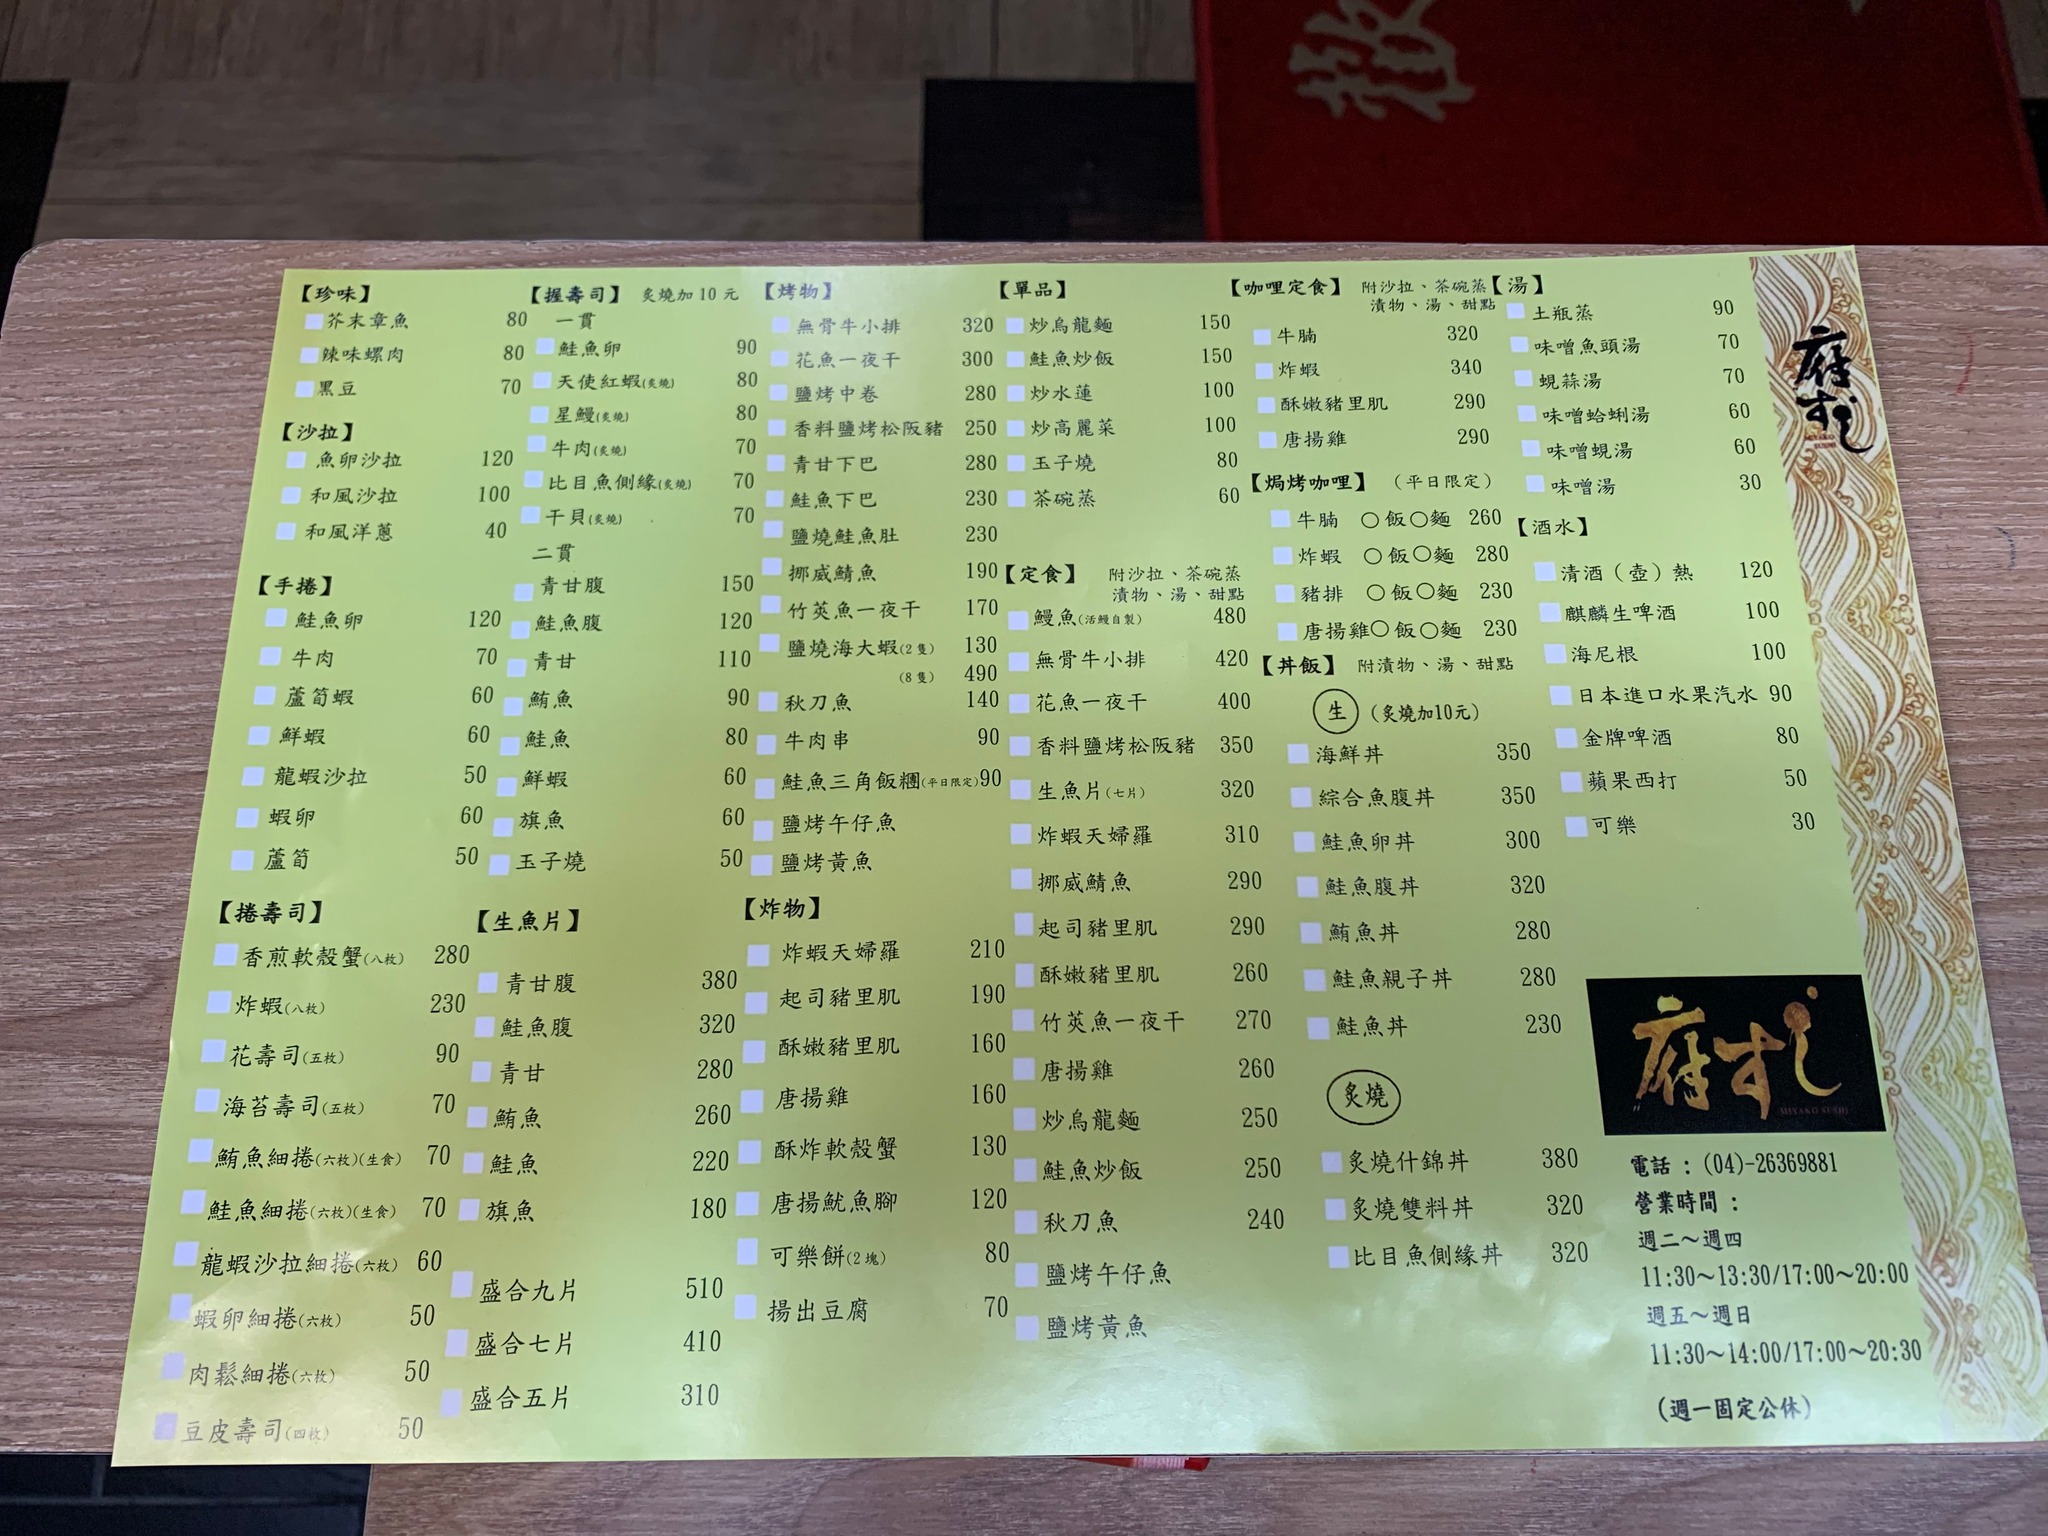 敬
【珍味】
芥末章魚 80
辣味螺肉 80
黑豆 70
【沙拉】
魚卵沙拉 120
和風沙拉 100
和風洋蔥 40
【手捲】
鮭魚卵 120
牛肉 70
蘆筍蝦 60
鮮蝦 60
龍蝦沙拉 50
蝦卵 60
蘆筍 50
【捲壽司】
香煎軟殼蟹(八枚) 280
炸蝦(八枚) 230
花壽司(五枚) 90
海苔壽司(五枚) 70
鮪魚細捲(六枚)(生食) 70
鮭魚細捲(六枚)(生食) 70
龍蝦沙拉細捲(六枚) 60
蝦卵細捲(六枚) 50
肉鬆細捲(六枚) 50
豆皮壽司(四枚) 50
【握壽司】 炙燒加10元
一貫
鮭魚卵 90
天使紅蝦(炙燒) 80
星鰻(炙燒) 80
牛肉(炙燒) 70
比目魚側緣(炙燒) 70
干貝(炙燒) 70
二貫
青甘腹 150
鮭魚腹 120
青甘 110
鮪魚 90
鮭魚 80
鮮蝦 60
旗魚 60
玉子燒 50
【生魚片】
青甘腹 380
鮭魚腹 320
青甘 280
鮪魚 260
鮭魚 220
旗魚 180
盛合九片 510
盛合七片 410
盛合五片 310
【烤物】
無骨牛小排 320
花魚一夜干 300
鹽烤中卷 280
香料鹽烤松阪豬 250
青甘下巴 280
鮭魚下巴 230
鹽燒鮭魚肚 230
挪威鯖魚 190
竹筴魚一夜干 170
鹽燒海大蝦(2隻) 130
(8隻) 490
秋刀魚 140
牛肉串 90
鮭魚三角飯糰(平日限定) 90
鹽烤午仔魚
鹽烤黃魚
【炸物】
炸蝦天婦羅 210
起司豬里肌 190
酥嫩豬里肌 160
唐揚雞 160
酥炸軟殼蟹 130
唐揚魷魚腳 120
可樂餅(2塊) 80
揚出豆腐 70
【單品】
炒烏龍麵 150
鮭魚炒飯 150
炒水蓮 100
炒高麗菜 100
玉子燒 80
茶碗蒸 60
【定食】 附沙拉、茶碗蒸
漬物、湯、甜點
鰻魚(活鰻自製) 480
無骨牛小排 420
花魚一夜干 400
香料鹽烤松阪豬 350
生魚片(七片) 320
炸蝦天婦羅 310
挪威鯖魚 290
起司豬里肌 290
酥嫩豬里肌 260
竹筴魚一夜干 270
唐揚雞 260
炒烏龍麵 250
鮭魚炒飯 250
秋刀魚 240
鹽烤午仔魚
鹽烤黃魚
【咖哩定食】 附沙拉、茶碗蒸
漬物、湯、甜點
牛腩 320
炸蝦 340
酥嫩豬里肌 290
唐揚雞 290
【焗烤咖哩】 (平日限定)
牛腩 ○飯○麵 260
炸蝦 ○飯○麵 280
豬排 ○飯○麵 230
唐揚雞○飯○麵 230
【丼飯】 附漬物、湯、甜點
生 (炙燒加10元)
海鮮丼 350
綜合魚腹丼 350
鮭魚卵丼 300
鮭魚腹丼 320
鮪魚丼 280
鮭魚親子丼 280
鮭魚丼 230
炙燒
炙燒什錦丼 380
炙燒雙料丼 320
比目魚側緣丼 320
【湯】
土瓶蒸 90
味噌魚頭湯 70
蜆蒜湯 70
味噌蛤蜊湯 60
味噌蜆湯 60
味噌湯 30
【酒水】
清酒（壺）熱 120
麒麟生啤酒 100
海尼根 100
日本進口水果汽水 90
金牌啤酒 80
蘋果西打 50
可樂 30
府すし
MIYAKO
SUSHI
府すし
MIYAKO SUSHI
電話：(04)-26369881
營業時間：
週二～週四
11:30～13:30/17:00～20:00
週五～週日
11:30～14:00/17:00～20:30
(週一固定公休)